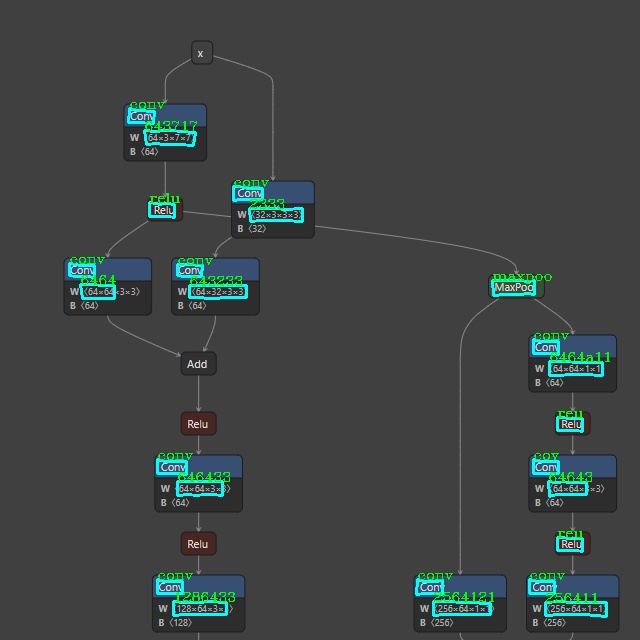 x
conv
Conv
643717
W ⟨64×3×7×7⟩
B ⟨64⟩
conv
Conv
2333
W ⟨32×3×3×3⟩
B ⟨32⟩
relu
Relu
conv
Conv
6464
W ⟨64×64×3×3⟩
B ⟨64⟩
conv
Conv
643233
W ⟨64×32×3×3⟩
B ⟨64⟩
maxpoo
MaxPool
conv
Conv
6464a11
W ⟨64×64×1×1⟩
B ⟨64⟩
Add
Relu
reu
Relu
conv
Conv
646433
W ⟨64×64×3×3⟩
B ⟨64⟩
cov
Conv
64643
W ⟨64×64×3×3⟩
B ⟨64⟩
Relu
reu
Relu
conv
Conv
1286433
W ⟨128×64×3×3⟩
B ⟨128⟩
conv
Conv
2564121
W ⟨256×64×1×1⟩
B ⟨256⟩
conv
Conv
256411
W ⟨256×64×1×1⟩
B ⟨256⟩